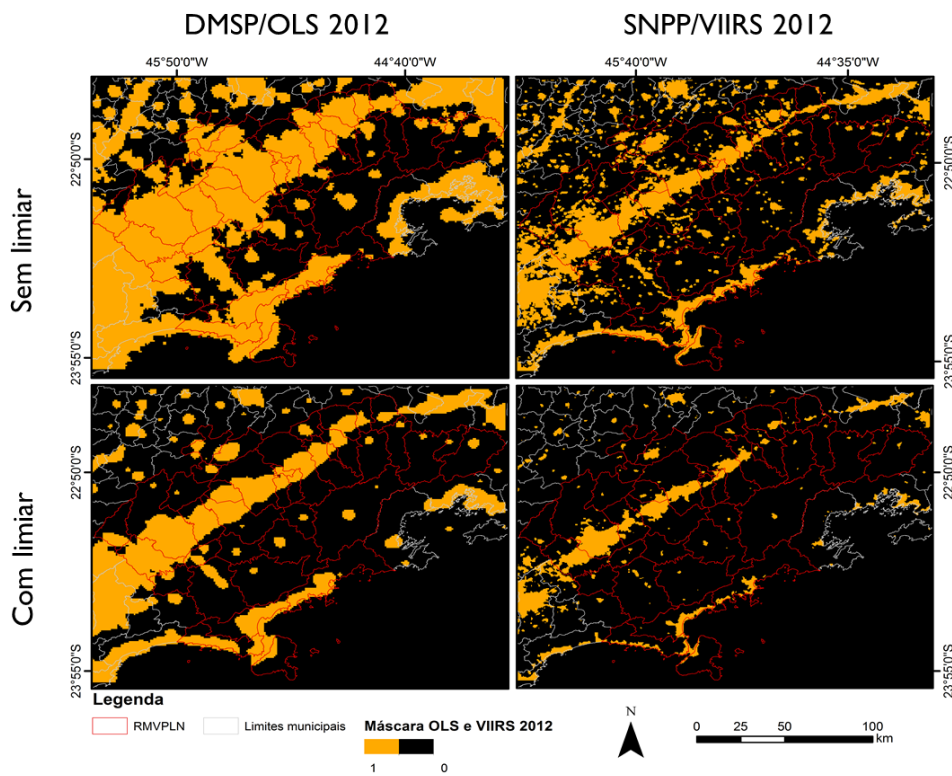 DMSP/OLS 2012
SNPP/VIIRS 2012
45°50'0"W
44°40'0"W
45°40'0"W
44°35'0"W
Sem limiar
22°50'0"S
23°55'0"S
22°50'0"S
23°55'0"S
Com limiar
22°50'0"S
23°55'0"S
22°50'0"S
23°55'0"S
Legenda
RMVPLN
Limites municipais
Máscara OLS e VIIRS 2012
1
0
N
0
25
50
100
km